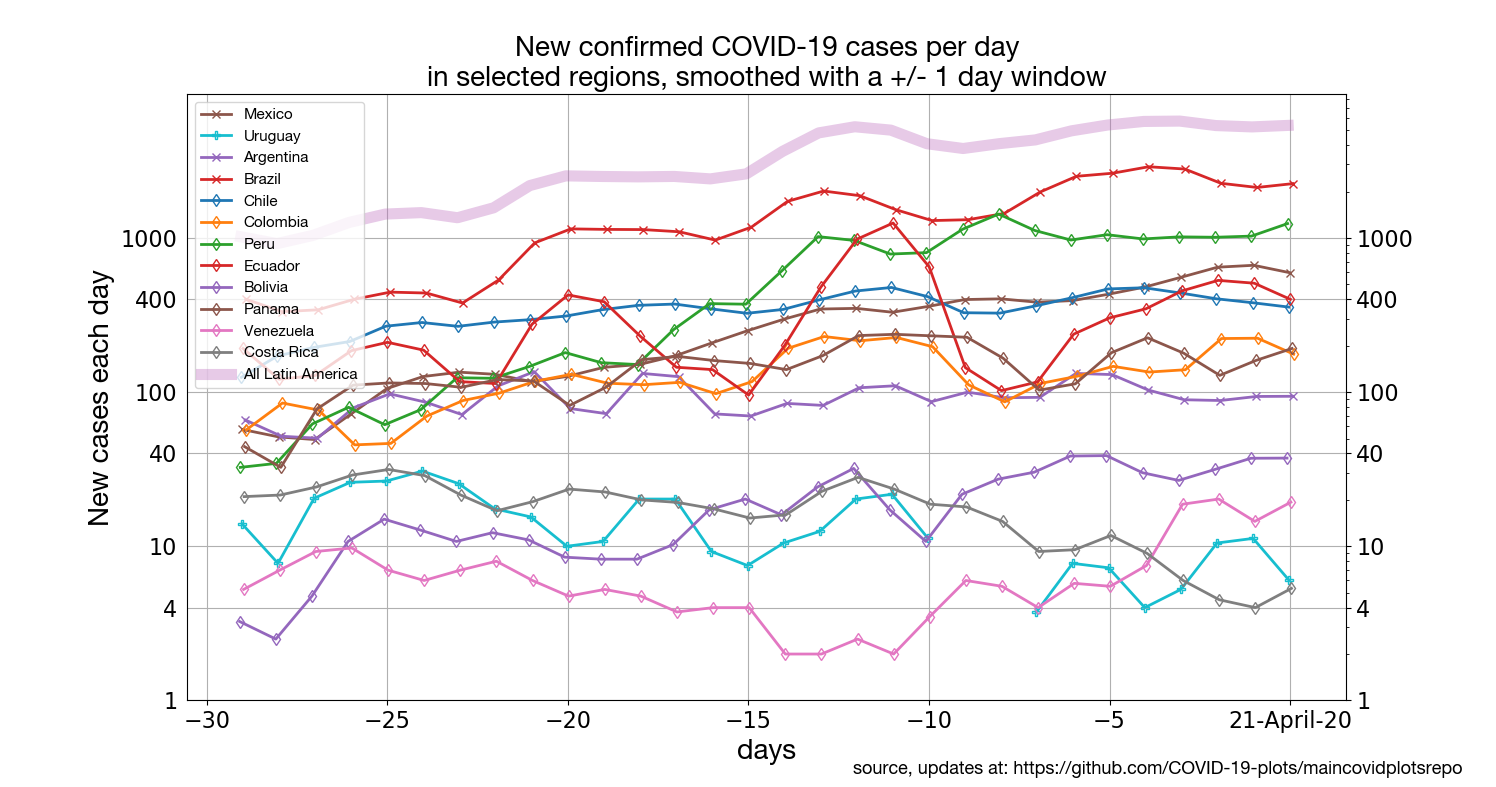 New confirmed COVID-19 cases per day
in selected regions, smoothed with a +/- 1 day window
New cases each day
1000
400
100
40
10
4
1
Mexico
Uruguay
Argentina
Brazil
Chile
Colombia
Peru
Ecuador
Bolivia
Panama
Venezuela
Costa Rica
All Latin America
1000
400
100
40
10
4
1
−30
−25
−20
−15
−10
−5
21-April-20
days
source, updates at: https://github.com/COVID-19-plots/maincovidplotsrepo